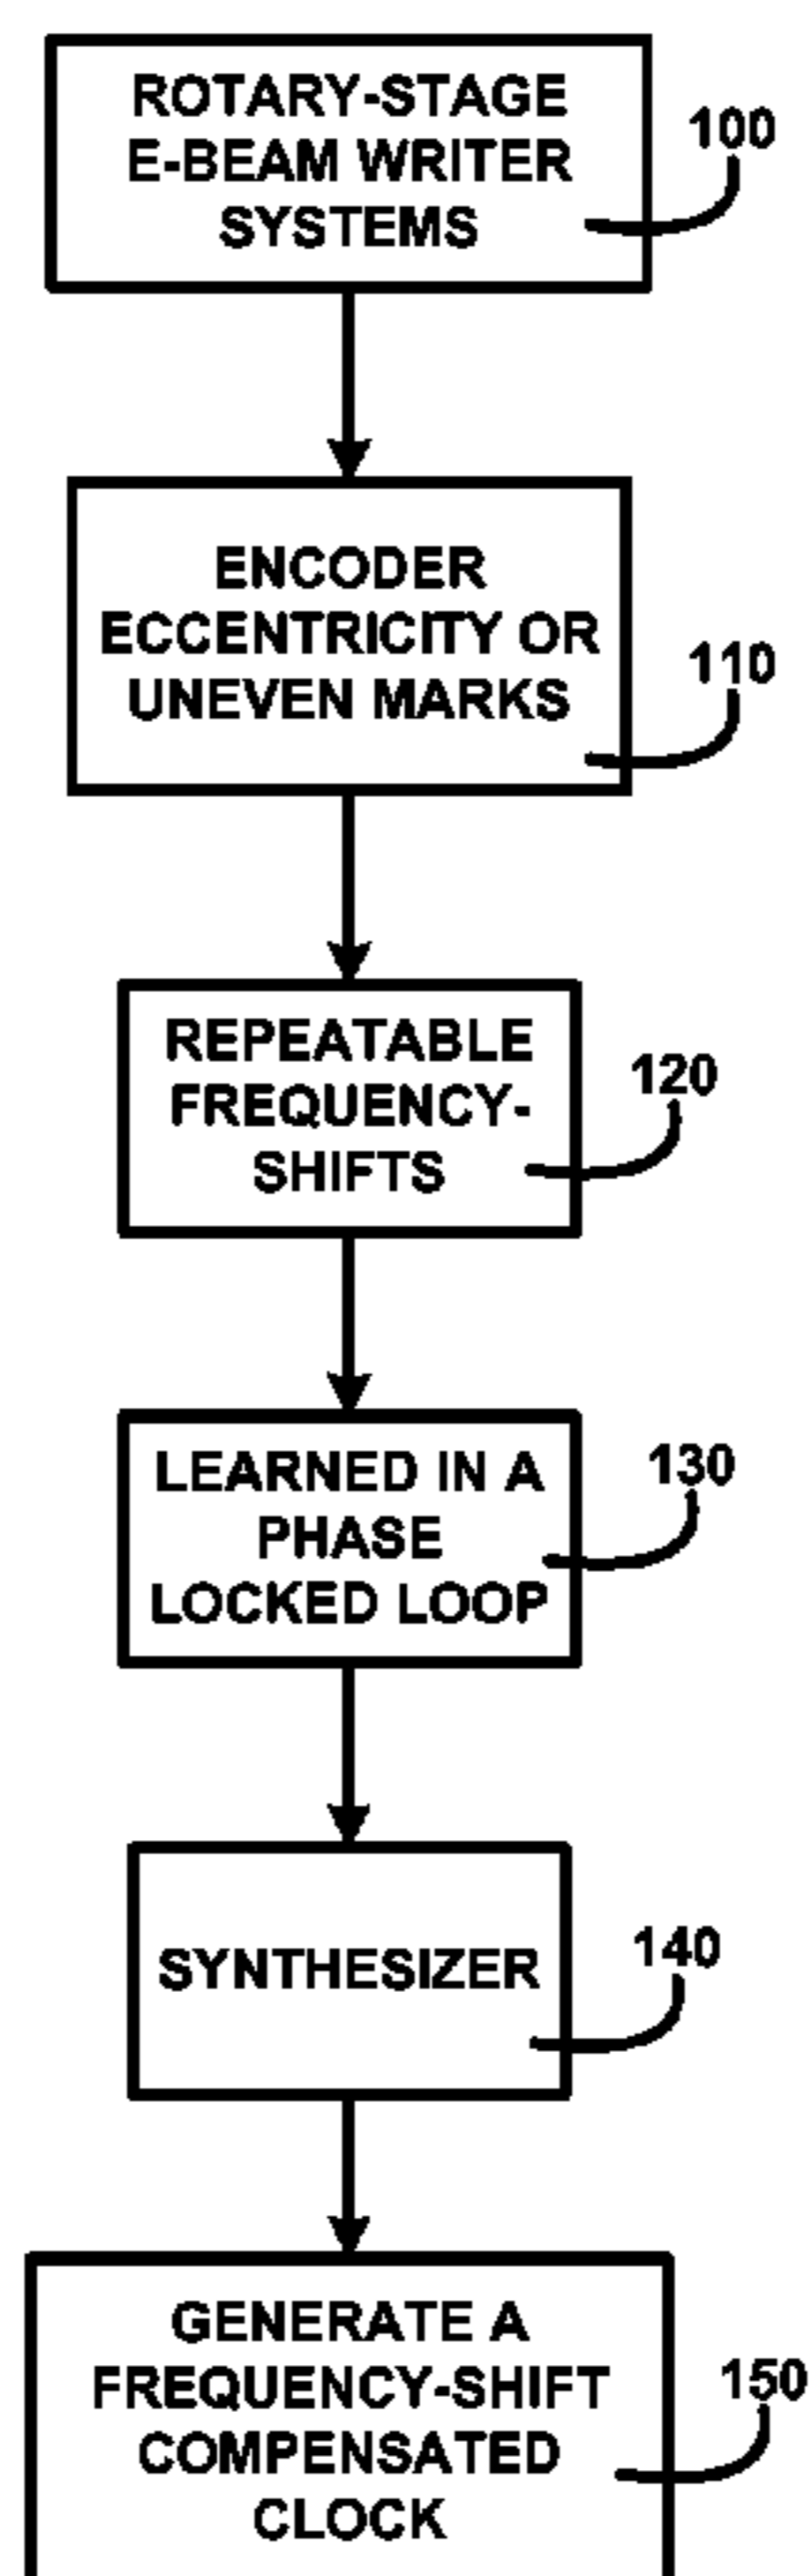 ROTARY-STAGE
E-BEAM WRITER
SYSTEMS
100
ENCODER
ECCENTRICITY OR
UNEVEN MARKS
110
REPEATABLE
FREQUENCY-
SHIFTS
120
LEARNED IN A
PHASE
LOCKED LOOP
130
SYNTHESIZER
140
GENERATE A
FREQUENCY-SHIFT
COMPENSATED
CLOCK
150